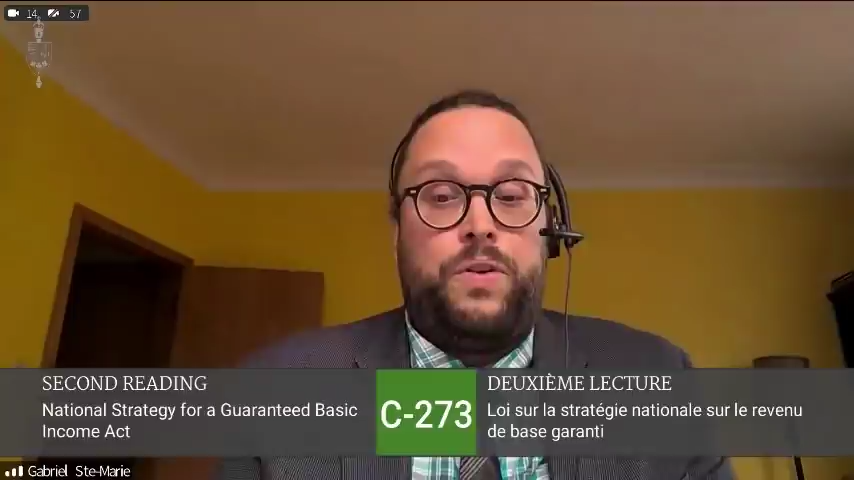 14 57
SECOND READING
National Strategy for a Guaranteed Basic
Income Act
C-273
DEUXIÈME LECTURE
Loi sur la stratégie nationale sur le revenu
de base garanti
Gabriel Ste-Marie